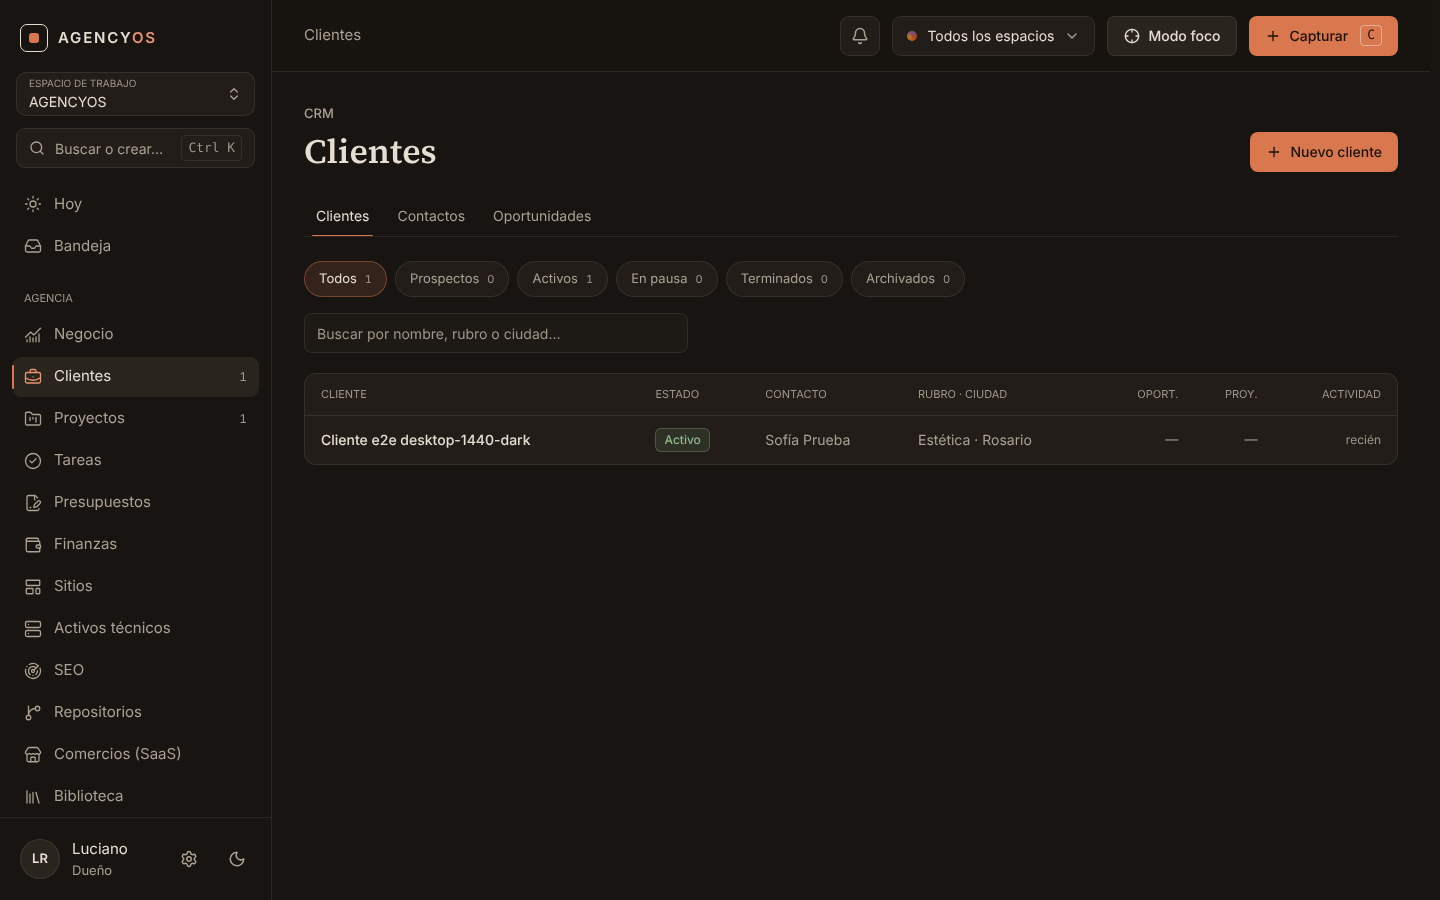 AGENCYOS
ESPACIO DE TRABAJO
AGENCYOS
Buscar o crear... Ctrl K
Hoy
Bandeja
AGENCIA
Negocio
Clientes 1
Proyectos 1
Tareas
Presupuestos
Finanzas
Sitios
Activos técnicos
SEO
Repositorios
Comercios (SaaS)
Biblioteca
LR
Luciano
Dueño
Clientes
Todos los espacios
Modo foco
Capturar C
CRM
Clientes
Nuevo cliente
Clientes Contactos Oportunidades
Todos 1 Prospectos 0 Activos 1 En pausa 0 Terminados 0 Archivados 0
Buscar por nombre, rubro o ciudad...
CLIENTE ESTADO CONTACTO RUBRO · CIUDAD OPORT. PROY. ACTIVIDAD
Cliente e2e desktop-1440-dark Activo Sofía Prueba Estética · Rosario — — recién